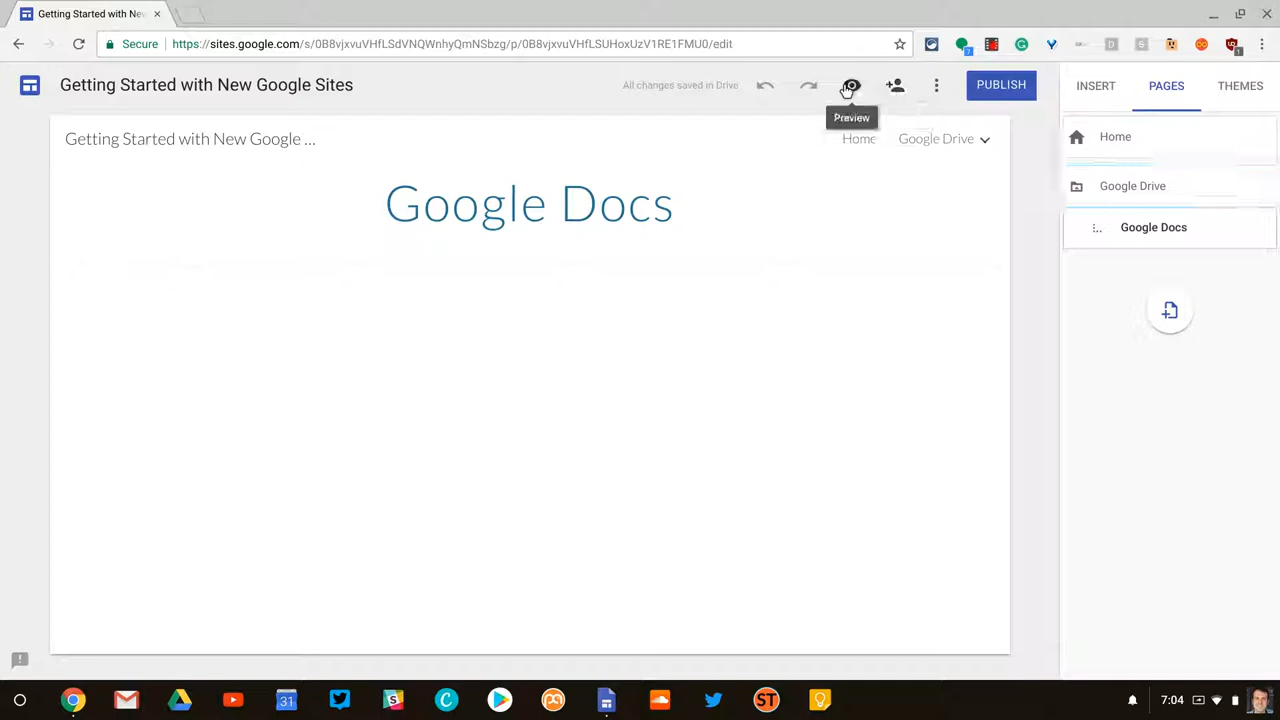 Getting Started with New
Secure https://sites.google.com/s/0B8vjxvuVHfLSdVNQWnhyQmNSbzg/p/0B8vjxvuVHfLSUHoxUzV1RE1FMU0/edit
Getting Started with New Google Sites
All changes saved in Drive
PUBLISH
INSERT
PAGES
THEMES
Preview
Getting Started with New Google ...
Home
Google Drive
Google Docs
Home
Google Drive
Google Docs
31
ST
7:04